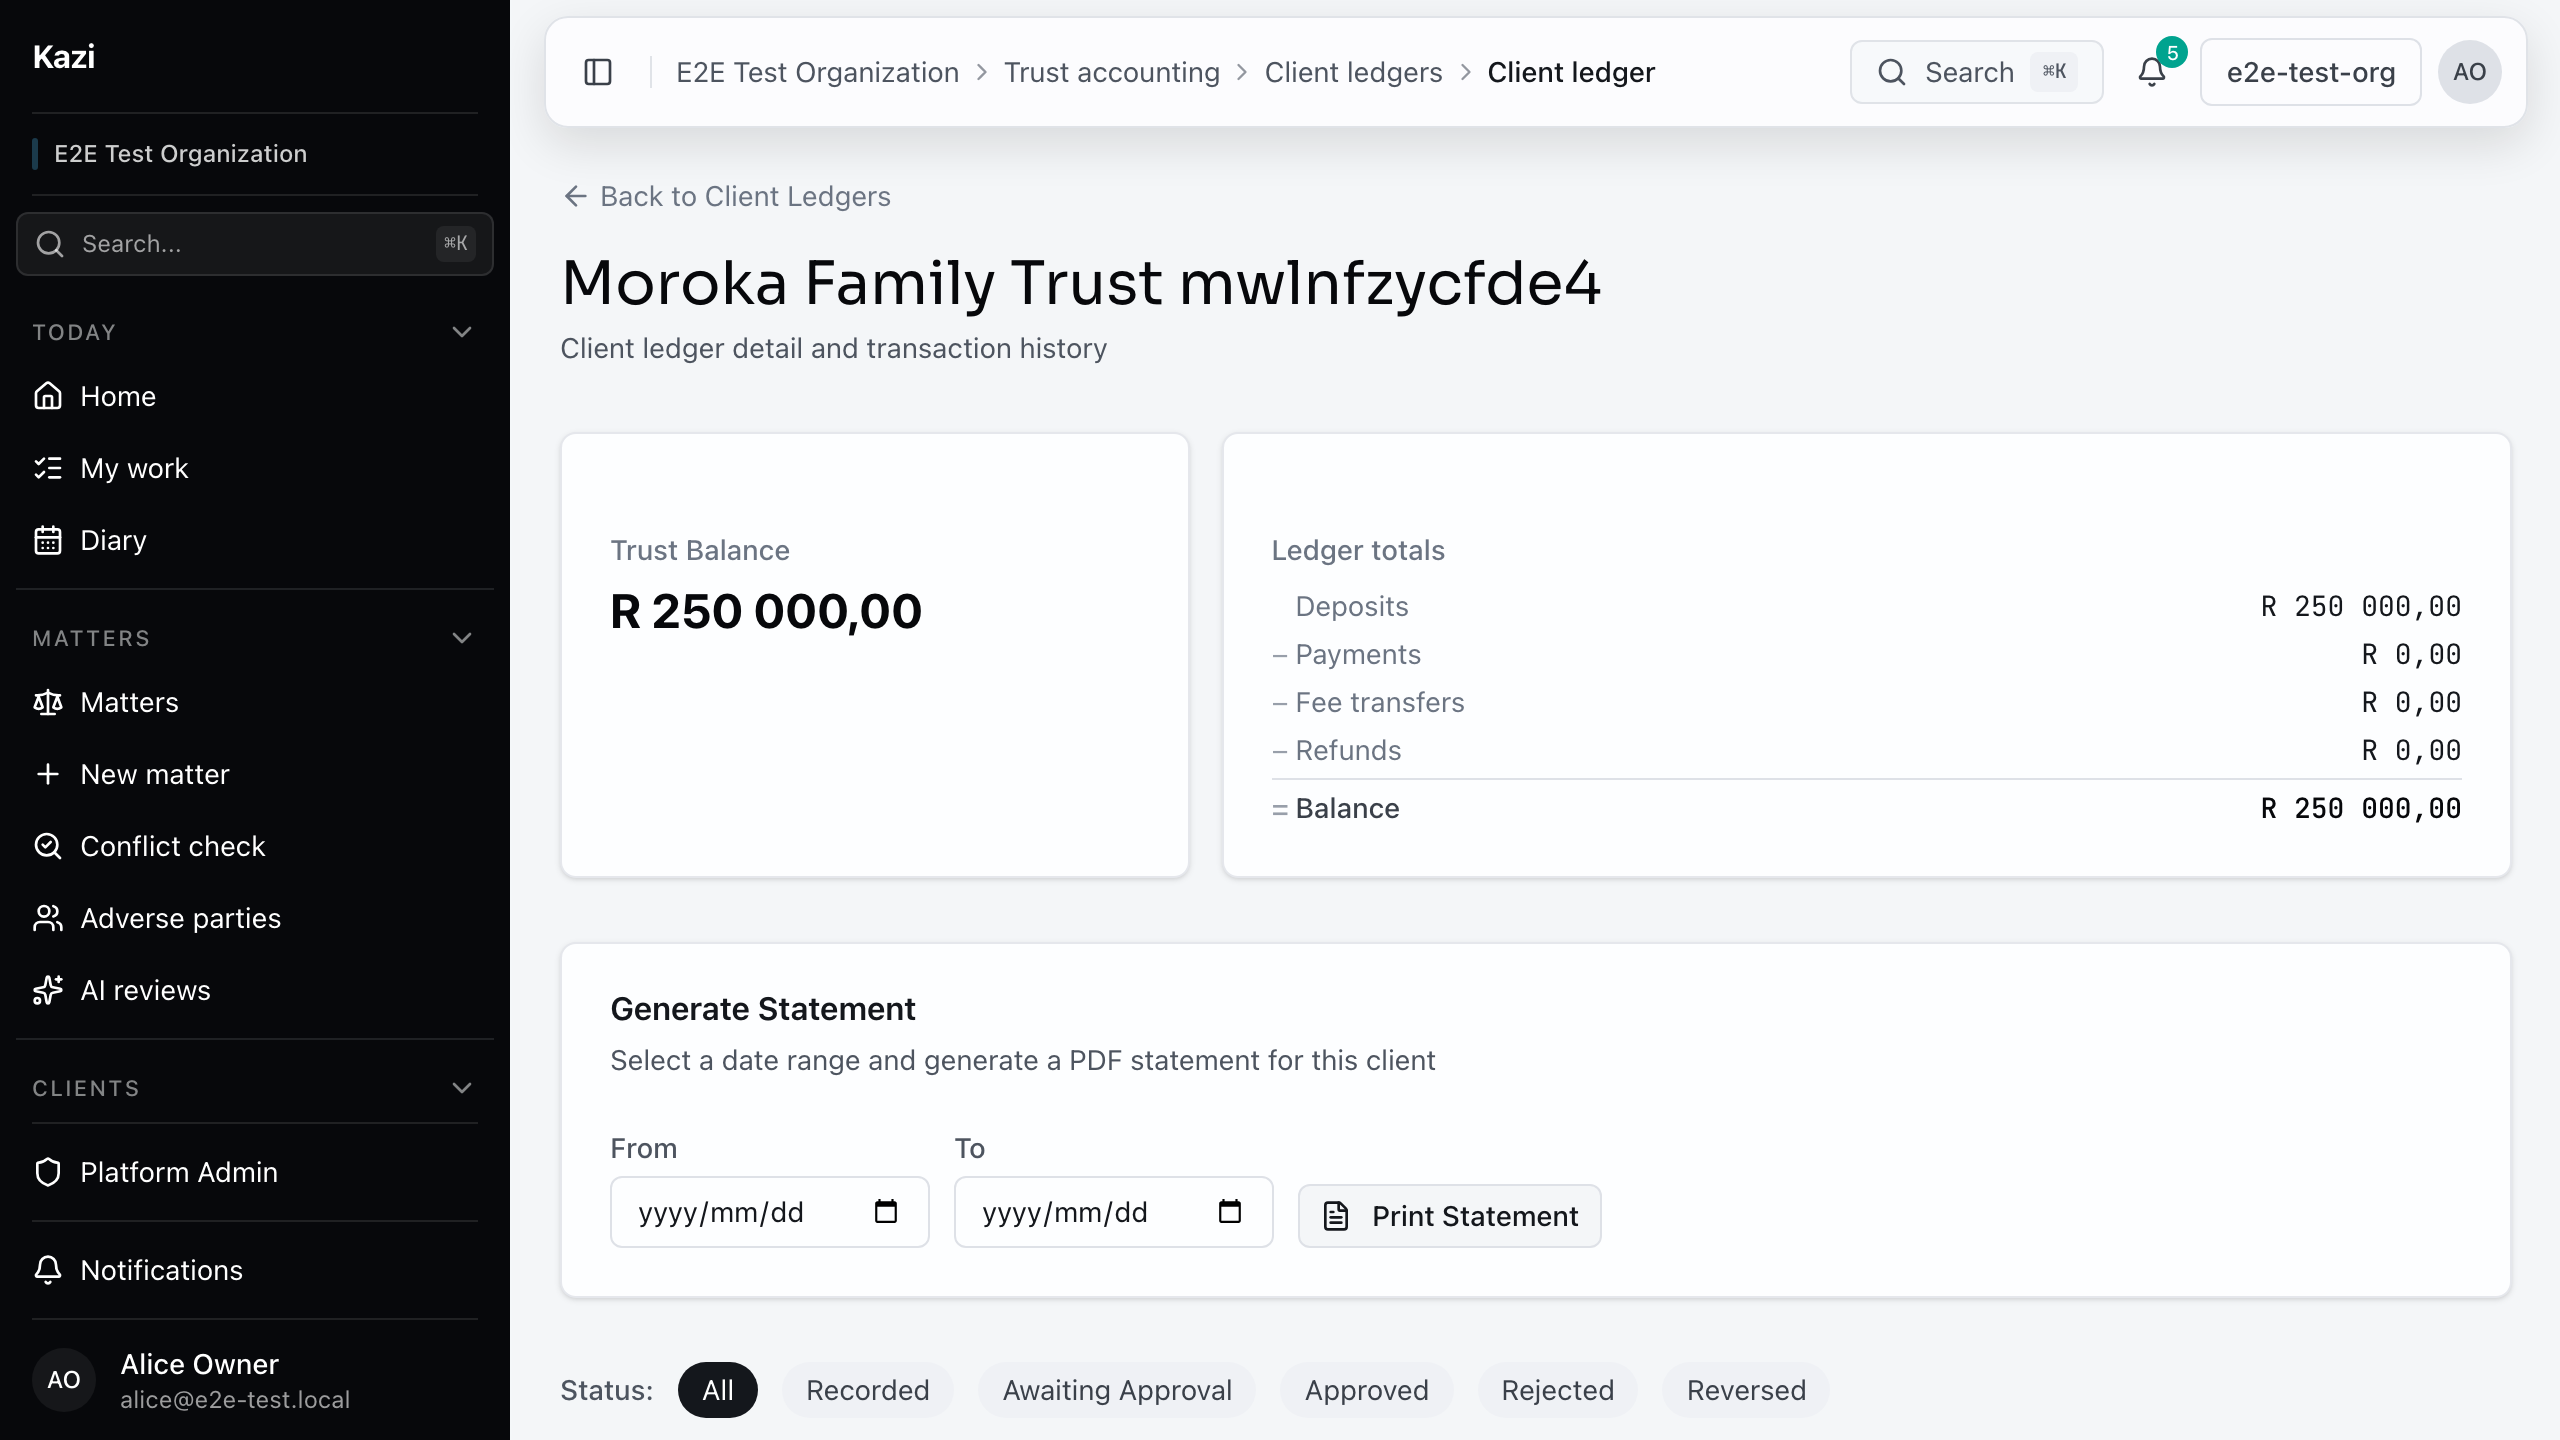 Kazi
E2E Test Organization
Search...
⌘K
TODAY
Home
My work
Diary
MATTERS
Matters
New matter
Conflict check
Adverse parties
AI reviews
CLIENTS
Platform Admin
Notifications
AO
Alice Owner
alice@e2e-test.local
E2E Test Organization > Trust accounting > Client ledgers > Client ledger
Search ⌘K
5
e2e-test-org
AO
← Back to Client Ledgers
Moroka Family Trust mwlnfzycfde4
Client ledger detail and transaction history
Trust Balance
R 250 000,00
Ledger totals
Deposits R 250 000,00
– Payments R 0,00
– Fee transfers R 0,00
– Refunds R 0,00
= Balance R 250 000,00
Generate Statement
Select a date range and generate a PDF statement for this client
From To
yyyy/mm/dd yyyy/mm/dd Print Statement
Status: All Recorded Awaiting Approval Approved Rejected Reversed